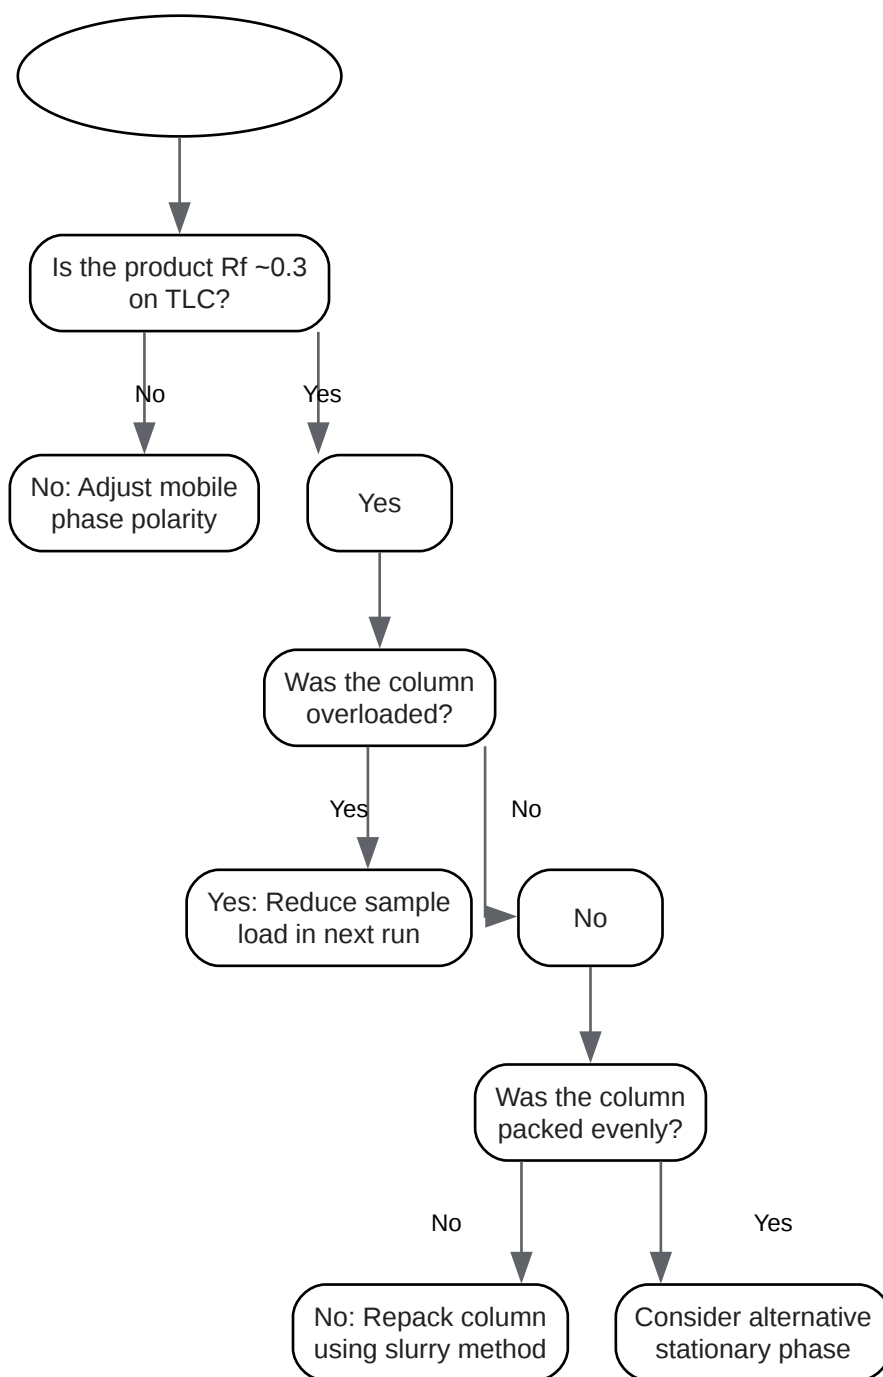 Is the product Rf ~0.3
on TLC?
No
Yes
No: Adjust mobile
phase polarity
Yes
Was the column
overloaded?
Yes
No
Yes: Reduce sample
load in next run
No
Was the column
packed evenly?
No
Yes
No: Repack column
using slurry method
Consider alternative
stationary phase